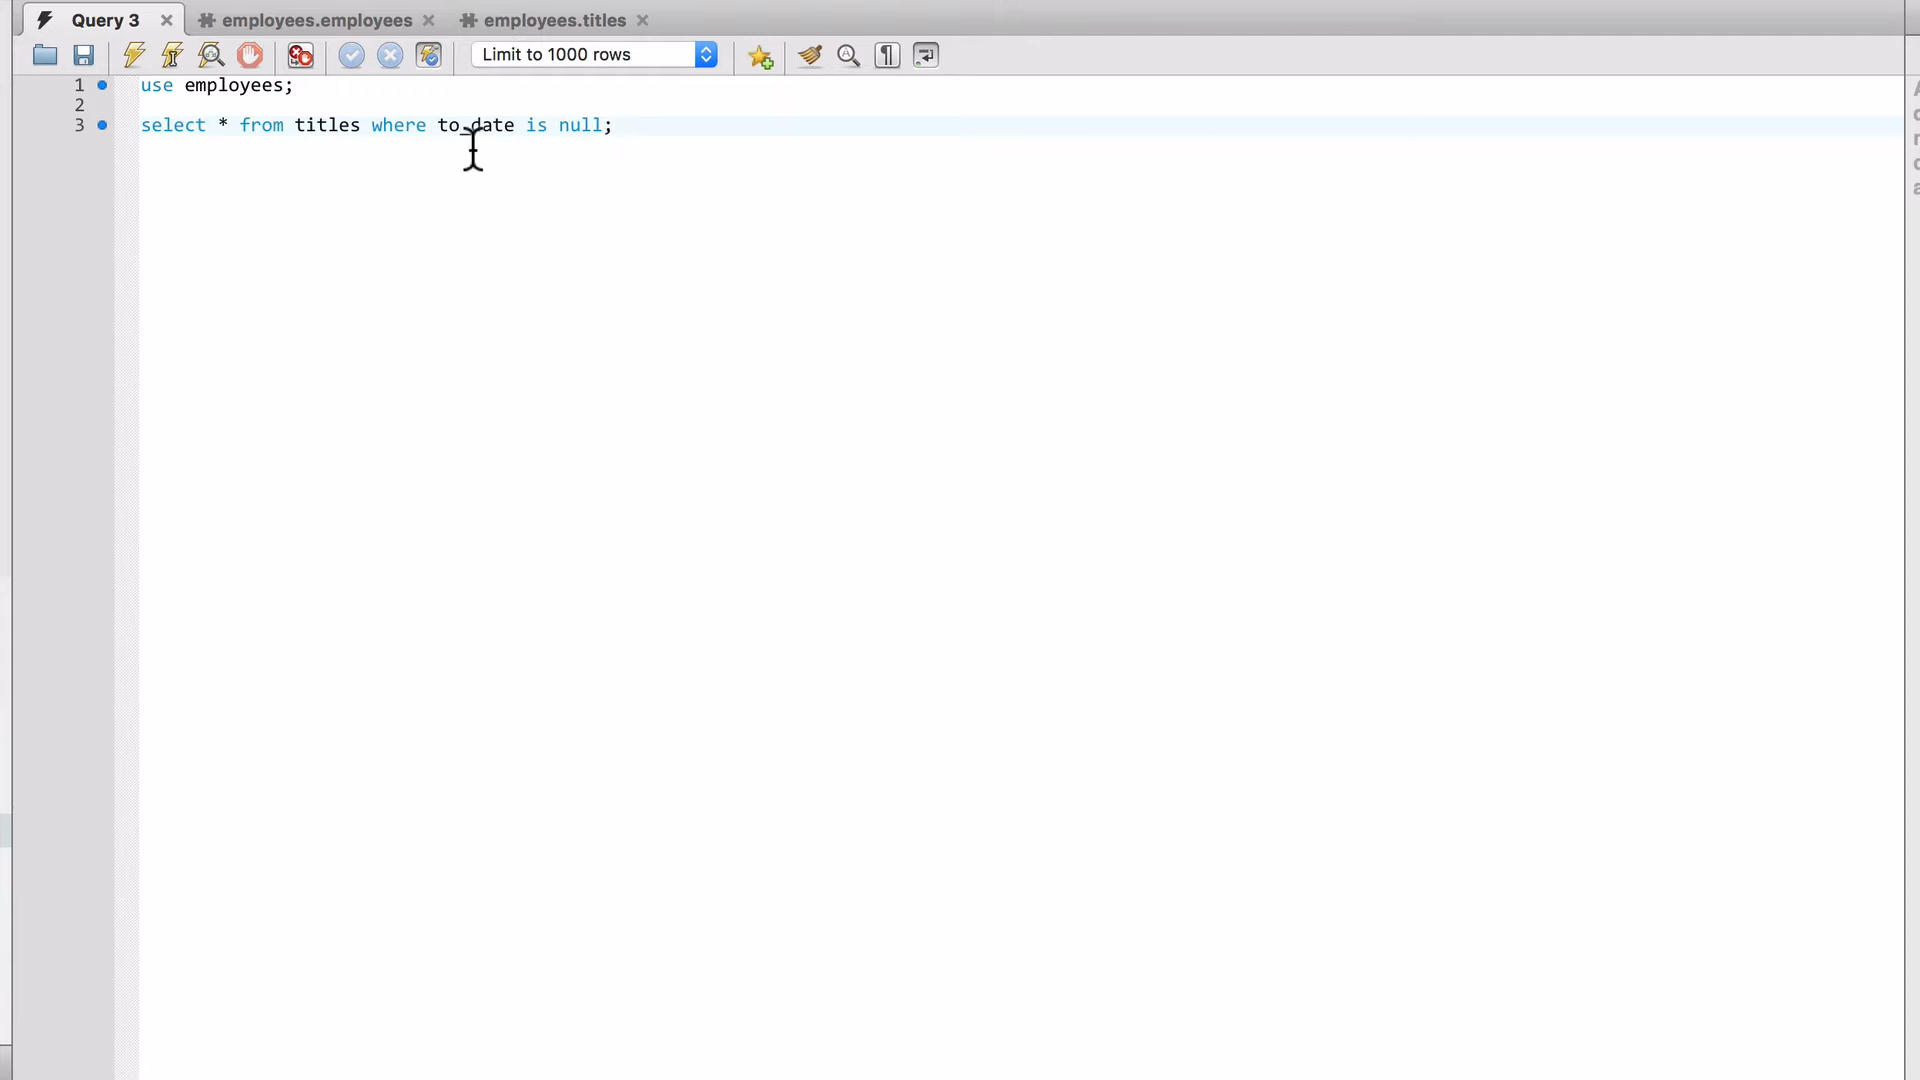 Query 3 employees.employees employees.titles
Limit to 1000 rows
1 use employees;
2
3 select * from titles where to_date is null;